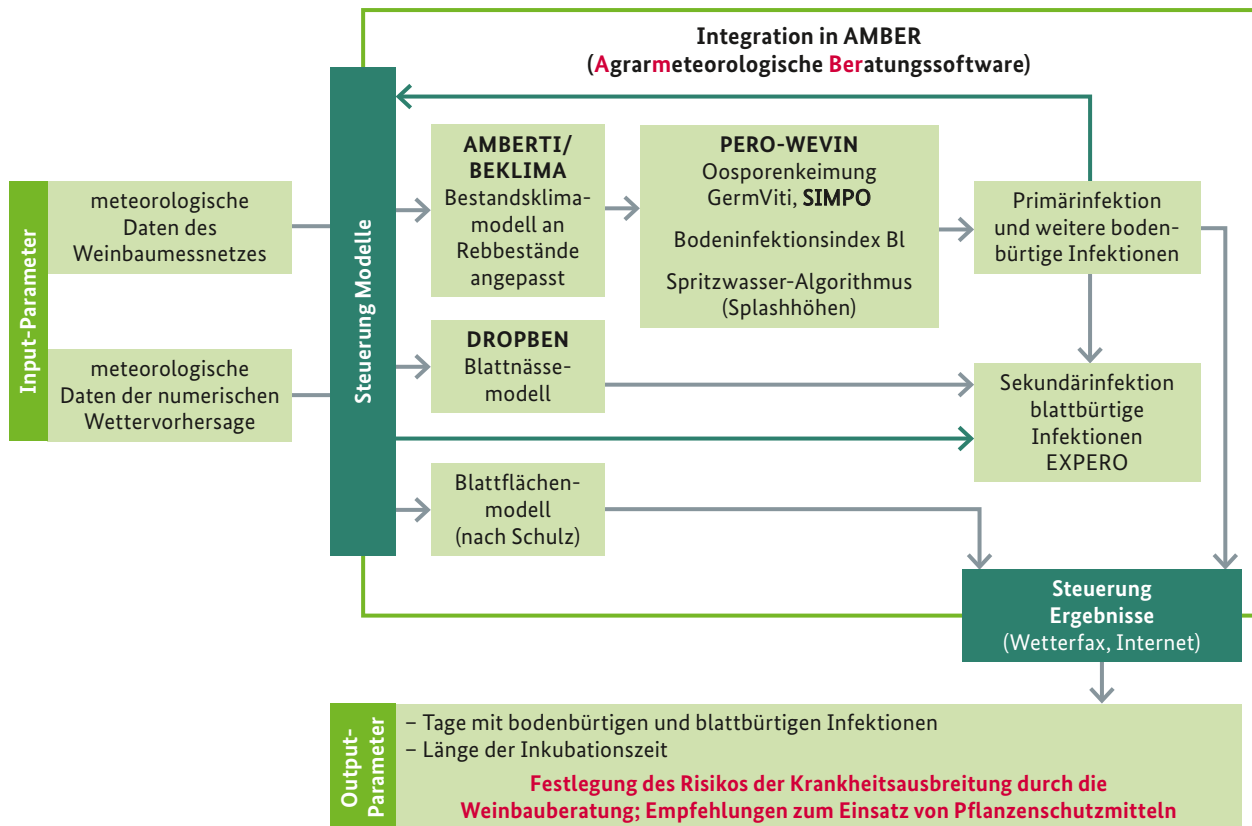 Integration in AMBER
(Agrarmeteorologische Beratungssoftware)
Input-Parameter
meteorologische
Daten des
Weinbaumessnetzes
meteorologische
Daten der numerischen
Wettervorhersage
Steuerung Modelle
AMBERTI/
BEKLIMA
Bestandsklima-
modell an
Rebbestände
angepasst
PERO-WEVIN
Oosporenkeimung
GermViti, SIMPO
Bodeninfektionsindex Bl
Spritzwasser-Algorithmus
(Splashhöhen)
Primärinfektion
und weitere boden-
bürtige Infektionen
DROPBEN
Blattnässe-
modell
Sekundärinfektion
blattbürtige
Infektionen
EXPERO
Blattflächen-
modell
(nach Schulz)
Steuerung
Ergebnisse
(Wetterfax, Internet)
Output-
Parameter
– Tage mit bodenbürtigen und blattbürtigen Infektionen
– Länge der Inkubationszeit
Festlegung des Risikos der Krankheitsausbreitung durch die
Weinbauberatung; Empfehlungen zum Einsatz von Pflanzenschutzmitteln